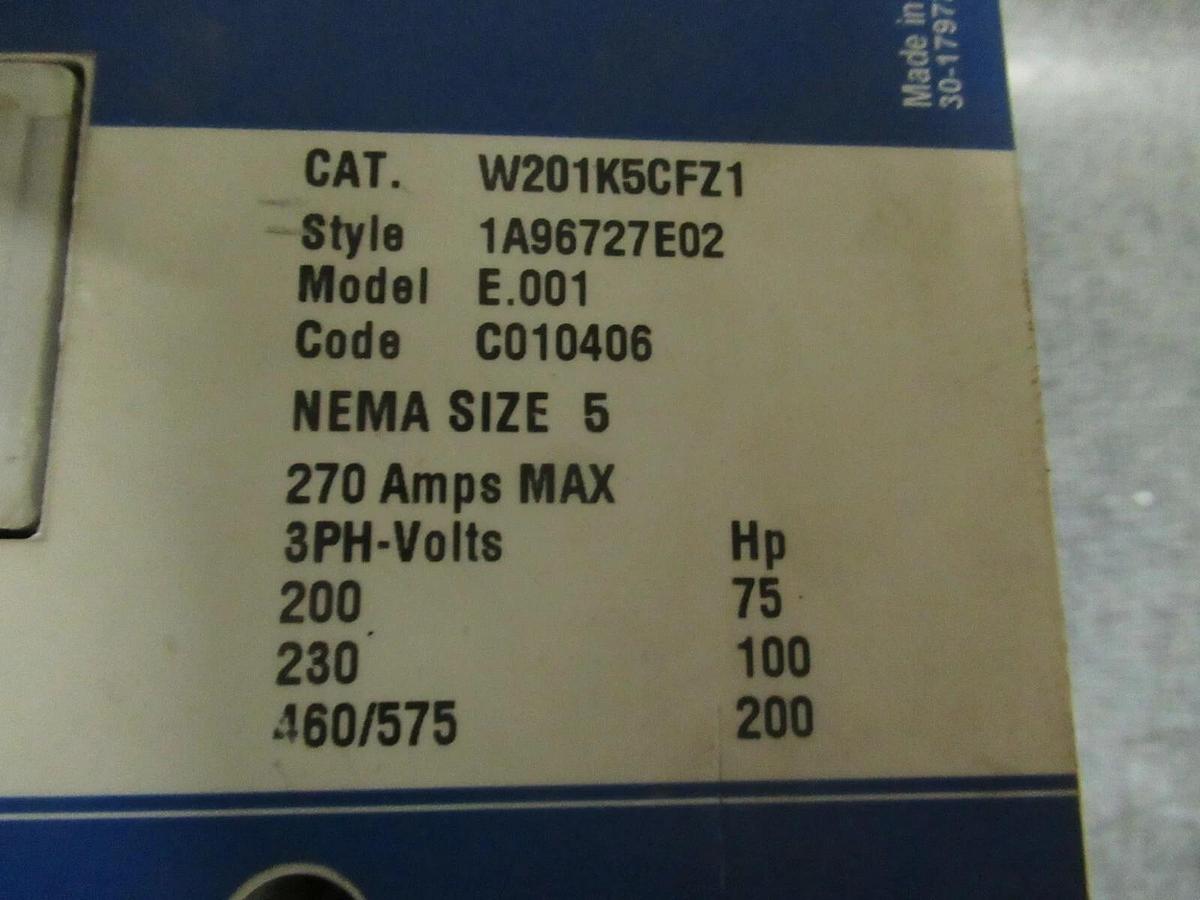 Made in
30-1797
CAT. W201K5CFZ1
Style 1A96727E02
Model E.001
Code C010406
NEMA SIZE 5
270 Amps MAX
3PH-Volts Hp
200 75
230 100
460/575 200